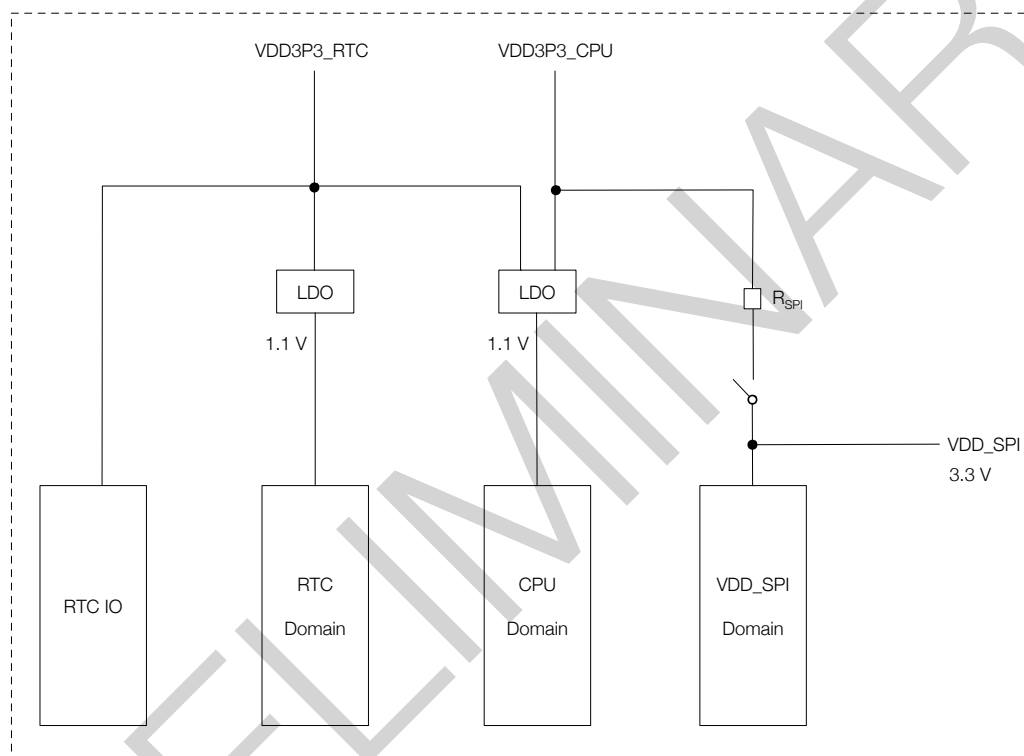 VDD3P3_RTC
VDD3P3_CPU
LDO
LDO
R_SPI
1.1 V
1.1 V
VDD_SPI
3.3 V
RTC IO
RTC
Domain
CPU
Domain
VDD_SPI
Domain